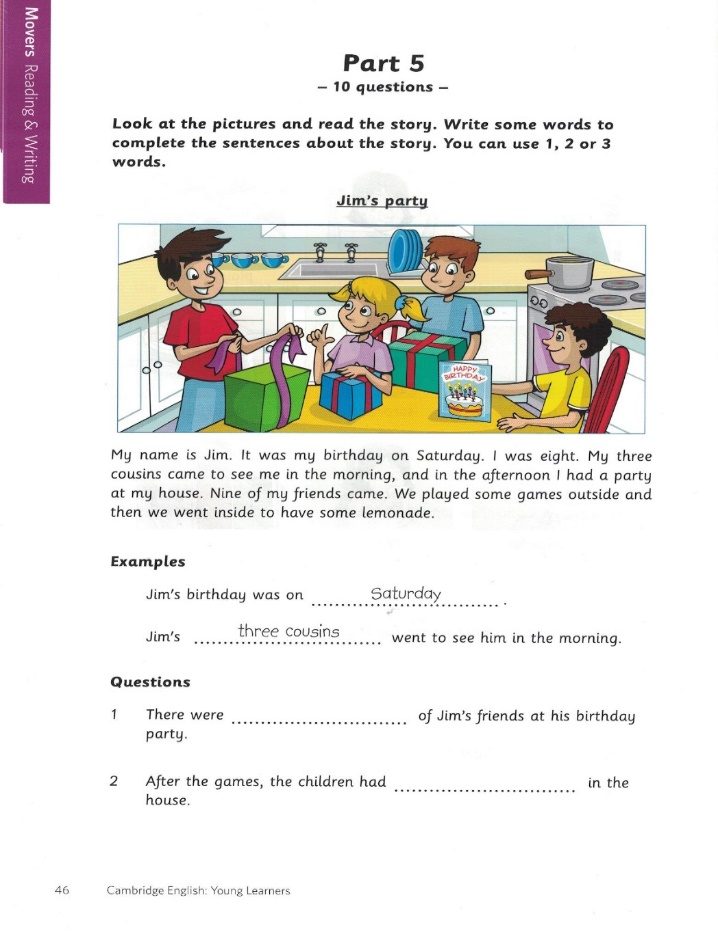 Movers Reading & Writing
Part 5
– 10 questions –
Look at the pictures and read the story. Write some words to
complete the sentences about the story. You can use 1, 2 or 3
words.
Jim's party
HAPPY
BIRTHDAY
My name is Jim. It was my birthday on Saturday. I was eight. My three
cousins came to see me in the morning, and in the afternoon I had a party
at my house. Nine of my friends came. We played some games outside and
then we went inside to have some lemonade.
Examples
Jim's birthday was on Saturday .
Jim's three cousins went to see him in the morning.
Questions
1 There were .............................. of Jim's friends at his birthday
party.
2 After the games, the children had .............................. in the
house.
46 Cambridge English: Young Learners